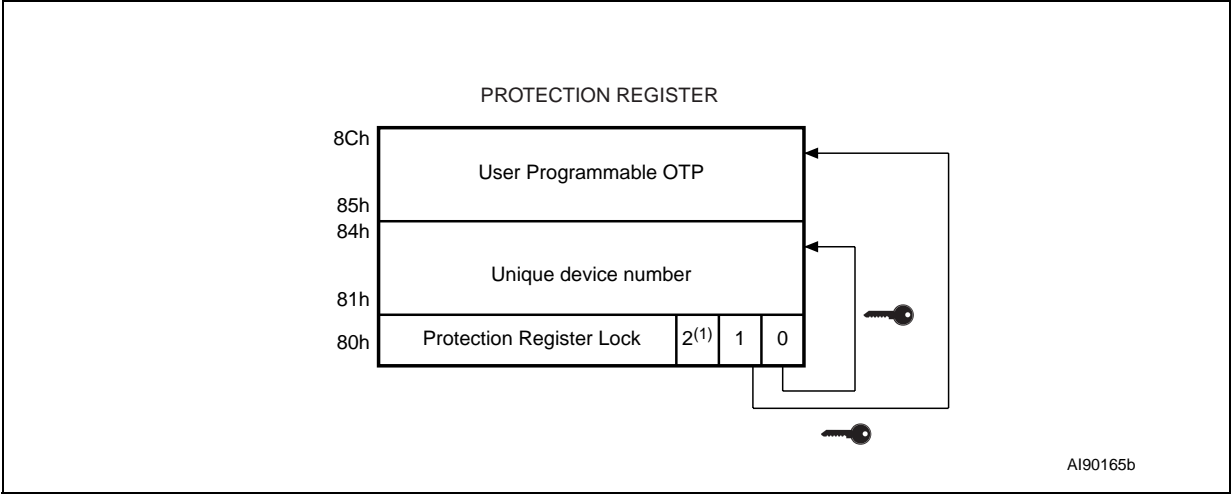 PROTECTION REGISTER
8Ch
User Programmable OTP
85h
84h
Unique device number
81h
80h
Protection Register Lock
2(1)
1
0
AI90165b